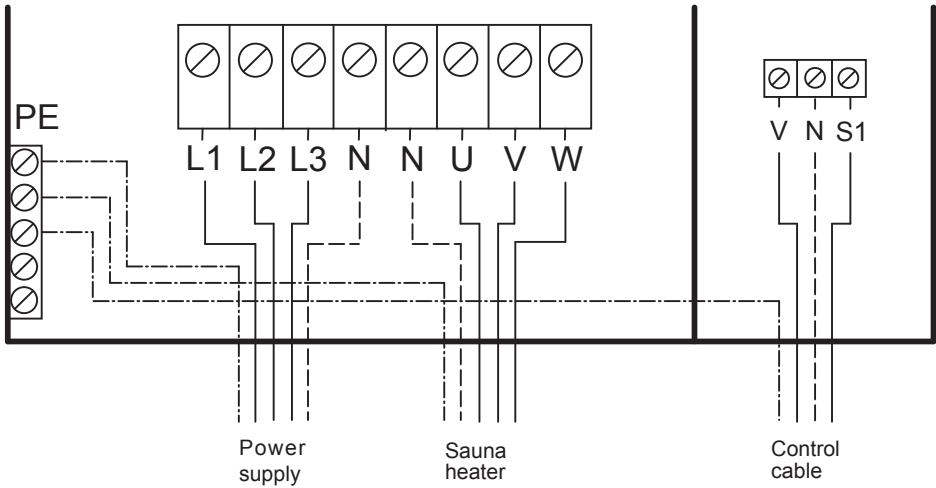 PE
L1 L2 L3 N N U V W
V N S1
Power
supply
Sauna
heater
Control
cable